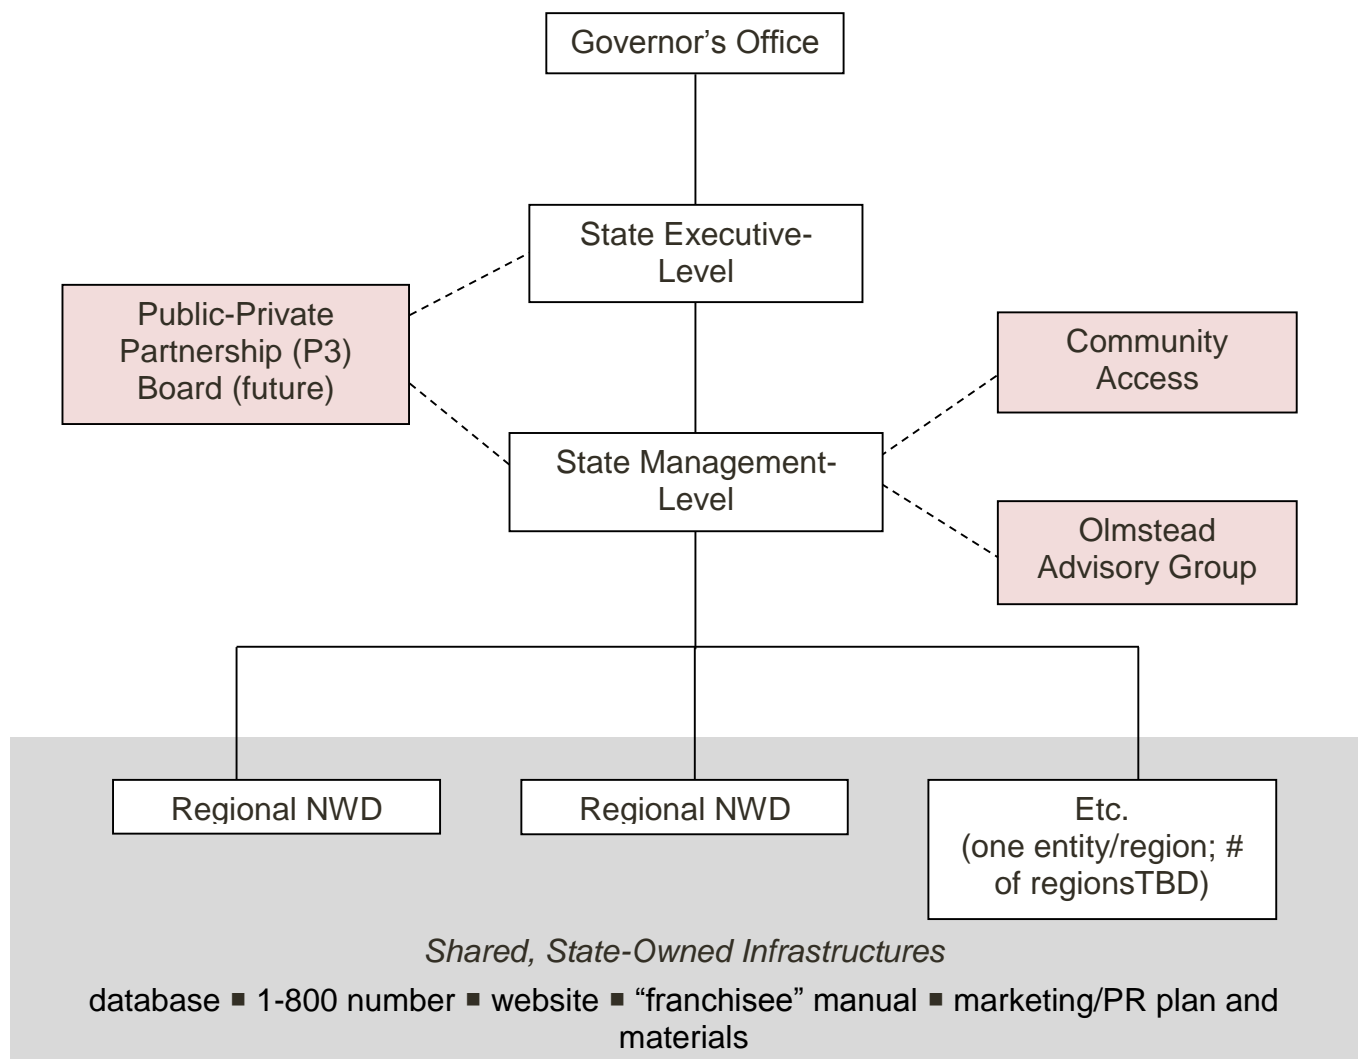 Governor’s Office
State Executive-
Level
Public-Private
Partnership (P3)
Board (future)
Community
Access
State Management-
Level
Olmstead
Advisory Group
Regional NWD
Regional NWD
Etc.
(one entity/region; #
of regionsTBD)
Shared, State-Owned Infrastructures
database ▪ 1-800 number ▪ website ▪ “franchisee” manual ▪ marketing/PR plan and
materials